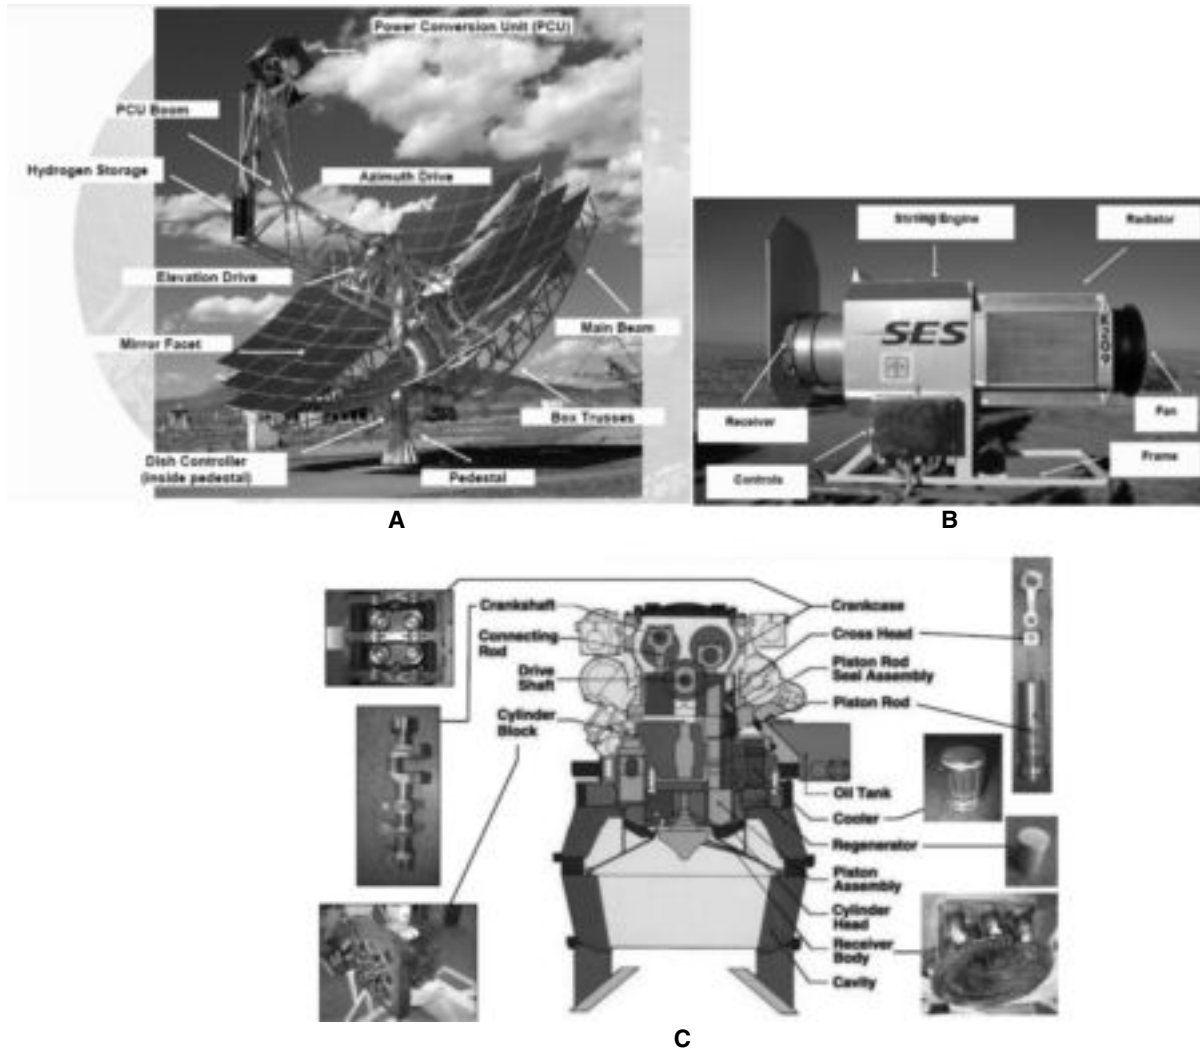 Power Conversion Unit (PCU)
PCU Boom
Hydrogen Storage
Azimuth Drive
Elevation Drive
Mirror Facet
Main Beam
Box Trusses
Dish Controller
(inside pedestal)
Pedestal
A
Stirling Engine
Radiator
SES
Receiver
Fan
Controls
Frame
B
Crankshaft
Connecting
Rod
Drive
Shaft
Cylinder
Block
Crankcase
Cross Head
Piston Rod
Seal Assembly
Piston Rod
Oil Tank
Cooler
Regenerator
Piston
Assembly
Cylinder
Head
Receiver
Body
Cavity
C